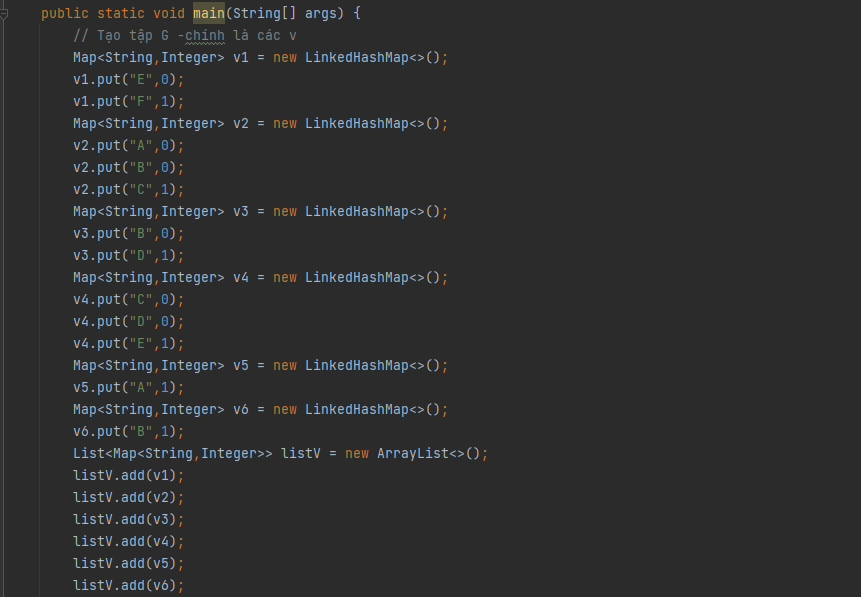 public static void main(String[] args) {
// Tạo tập G -chính là các v
Map<String,Integer> v1 = new LinkedHashMap<>();
v1.put("E",0);
v1.put("F",1);
Map<String,Integer> v2 = new LinkedHashMap<>();
v2.put("A",0);
v2.put("B",0);
v2.put("C",1);
Map<String,Integer> v3 = new LinkedHashMap<>();
v3.put("B",0);
v3.put("D",1);
Map<String,Integer> v4 = new LinkedHashMap<>();
v4.put("C",0);
v4.put("D",0);
v4.put("E",1);
Map<String,Integer> v5 = new LinkedHashMap<>();
v5.put("A",1);
Map<String,Integer> v6 = new LinkedHashMap<>();
v6.put("B",1);
List<Map<String,Integer>> listV = new ArrayList<>();
listV.add(v1);
listV.add(v2);
listV.add(v3);
listV.add(v4);
listV.add(v5);
listV.add(v6);